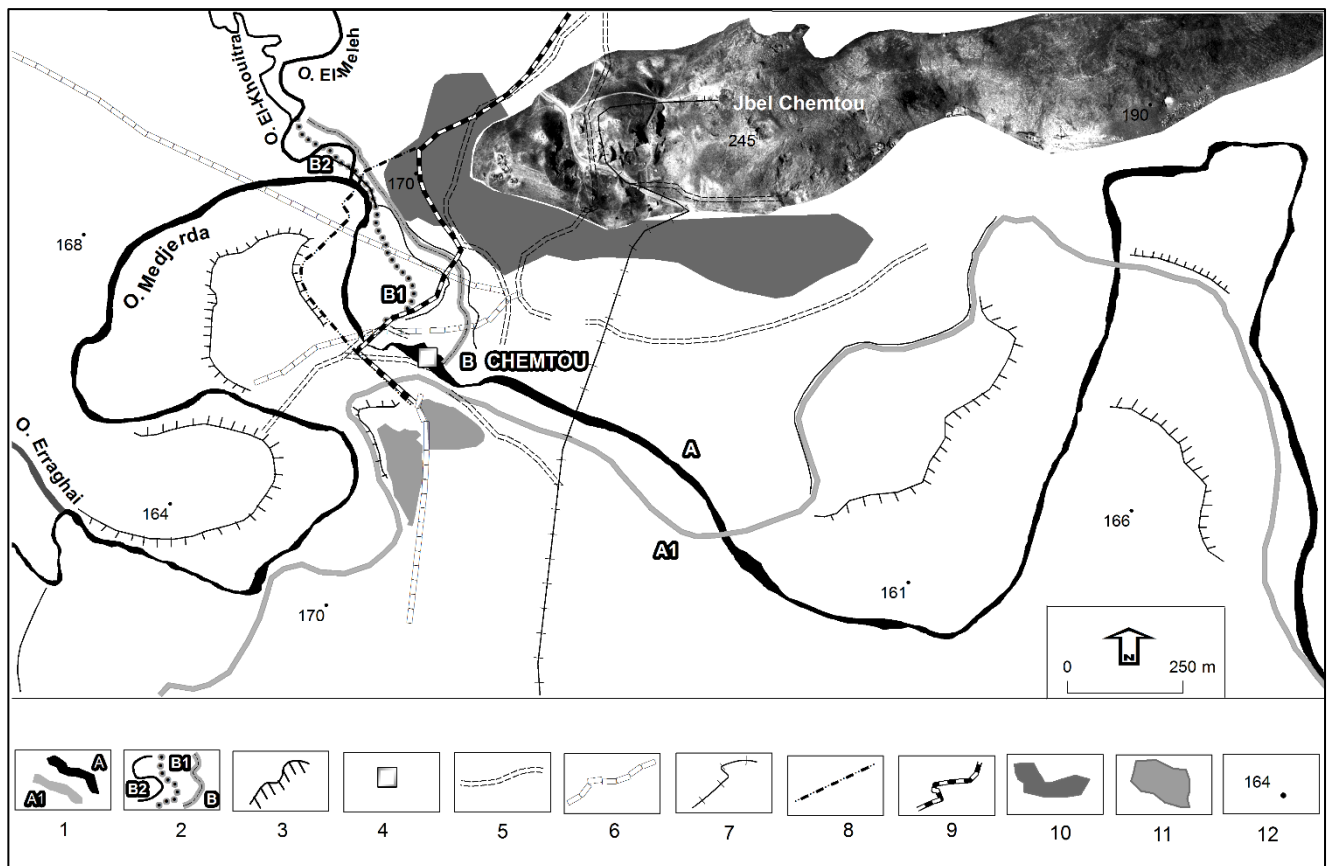 O. El-Khouitra
O. El-Meleh
Jbel Chemtou
190
245
B2
170
168
O. Medjerda
B1
B CHEMTOU
O. Erraghai
A
164
166
A1
161
170
N
0 250 m
A
A1
B1
B2
B
164
1 2 3 4 5 6 7 8 9 10 11 12